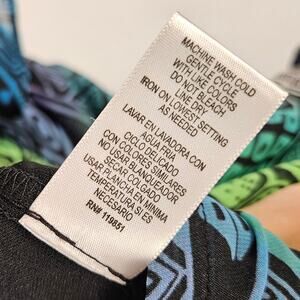 MACHINE WASH COLD
GENTLE CYCLE
WITH LIKE COLORS
DO NOT BLEACH
LINE DRY
IRON ON LOWEST SETTING
AS NEEDED
LAVAR EN LAVADORA CON
AGUA FRIA
CICLO DELICADO
CON COLORES SIMILARES
NO USAR BLANQUEADOR
SECAR COLGADO
USAR PLANCHA EN MINIMA
TEMPERATURA SI ES
NECESARIO
RN# 119851